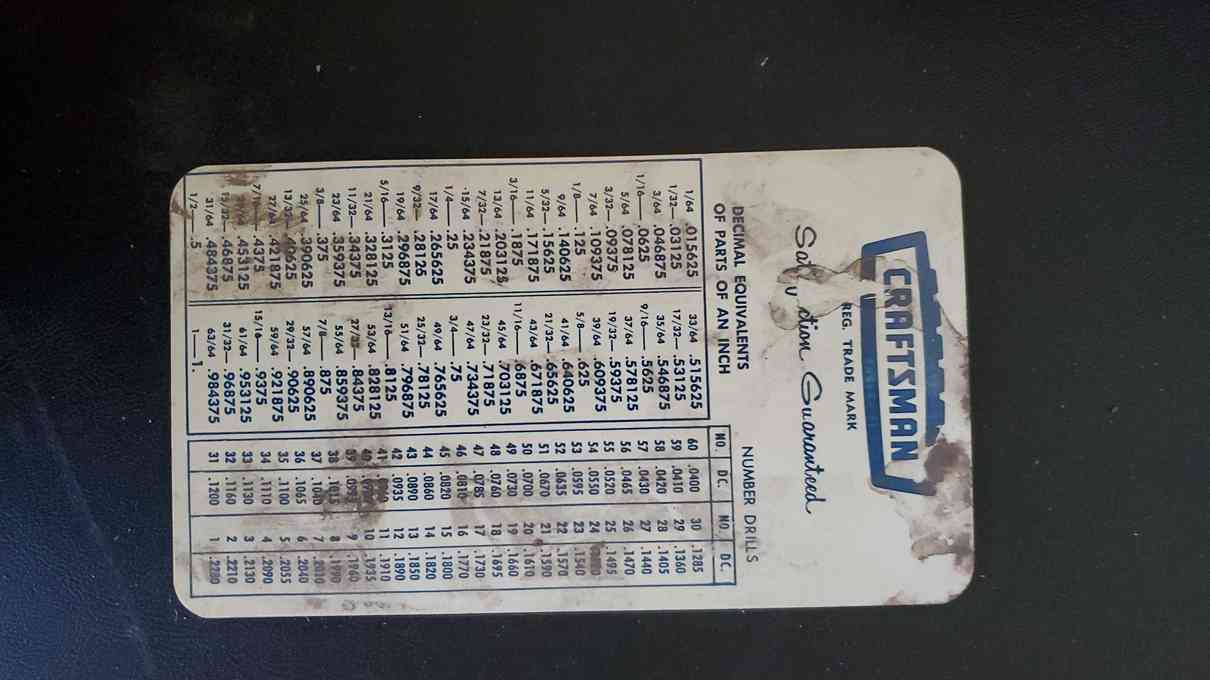 CRAFTSMAN
REG. TRADE MARK
Guaranteed
DECIMAL EQUIVALENTS
OF PARTS OF AN INCH
1/64 .015625 33/64 .515625
1/32 .03125 17/32 .53125
3/64 .046875 35/64 .546875
1/16 .0625 9/16 .5625
5/64 .078125 37/64 .578125
3/32 .09375 19/32 .59375
7/64 .109375 39/64 .609375
1/8 .125 5/8 .625
9/64 .140625 41/64 .640625
5/32 .15625 21/32 .65625
11/64 .171875 43/64 .671875
3/16 .1875 11/16 .6875
13/64 .203125 45/64 .703125
7/32 .21875 23/32 .71875
15/64 .234375 47/64 .734375
1/4 .25 3/4 .75
17/64 .265625 49/64 .765625
9/32 .28125 25/32 .78125
19/64 .296875 51/64 .796875
5/16 .3125 13/16 .8125
21/64 .328125 53/64 .828125
11/32 .34375 27/32 .84375
23/64 .359375 55/64 .859375
3/8 .375 7/8 .875
25/64 .390625 57/64 .890625
13/32 .40625 29/32 .90625
27/64 .421875 59/64 .921875
7/16 .4375 15/16 .9375
.453125 61/64 .953125
15/32 .46875 31/32 .96875
31/64 .484375 63/64 .984375
1/2 .5 1 1.
NUMBER DRILLS
NO. DC. NO. DC.
60 .0400 30 .1285
59 .0410 29 .1360
58 .0420 28 .1405
57 .0430 27 .1440
56 .0465 26 .1470
55 .0520 25 .1495
54 .0550 24
53 .0595 23 .1540
52 .0635 22 .1570
51 .0670 21 .1590
50 .0700 20 .1610
49 .0730 19 .1660
48 .0760 18 .1695
47 .0785 17 .1730
46 .0810 16 .1770
45 .0820 15 .1800
44 .0860 14 .1820
43 .0890 13 .1850
42 .0935 12 .1890
41 11 .1910
40 10 .1935
39 9 .1960
38 8 .1990
37 .1040 7 .2010
36 .1065 6 .2040
35 .1100 5 .2055
34 .1110 4 .2090
33 .1130 3 .2130
32 .1160 2 .2210
31 .1200 1 .2280